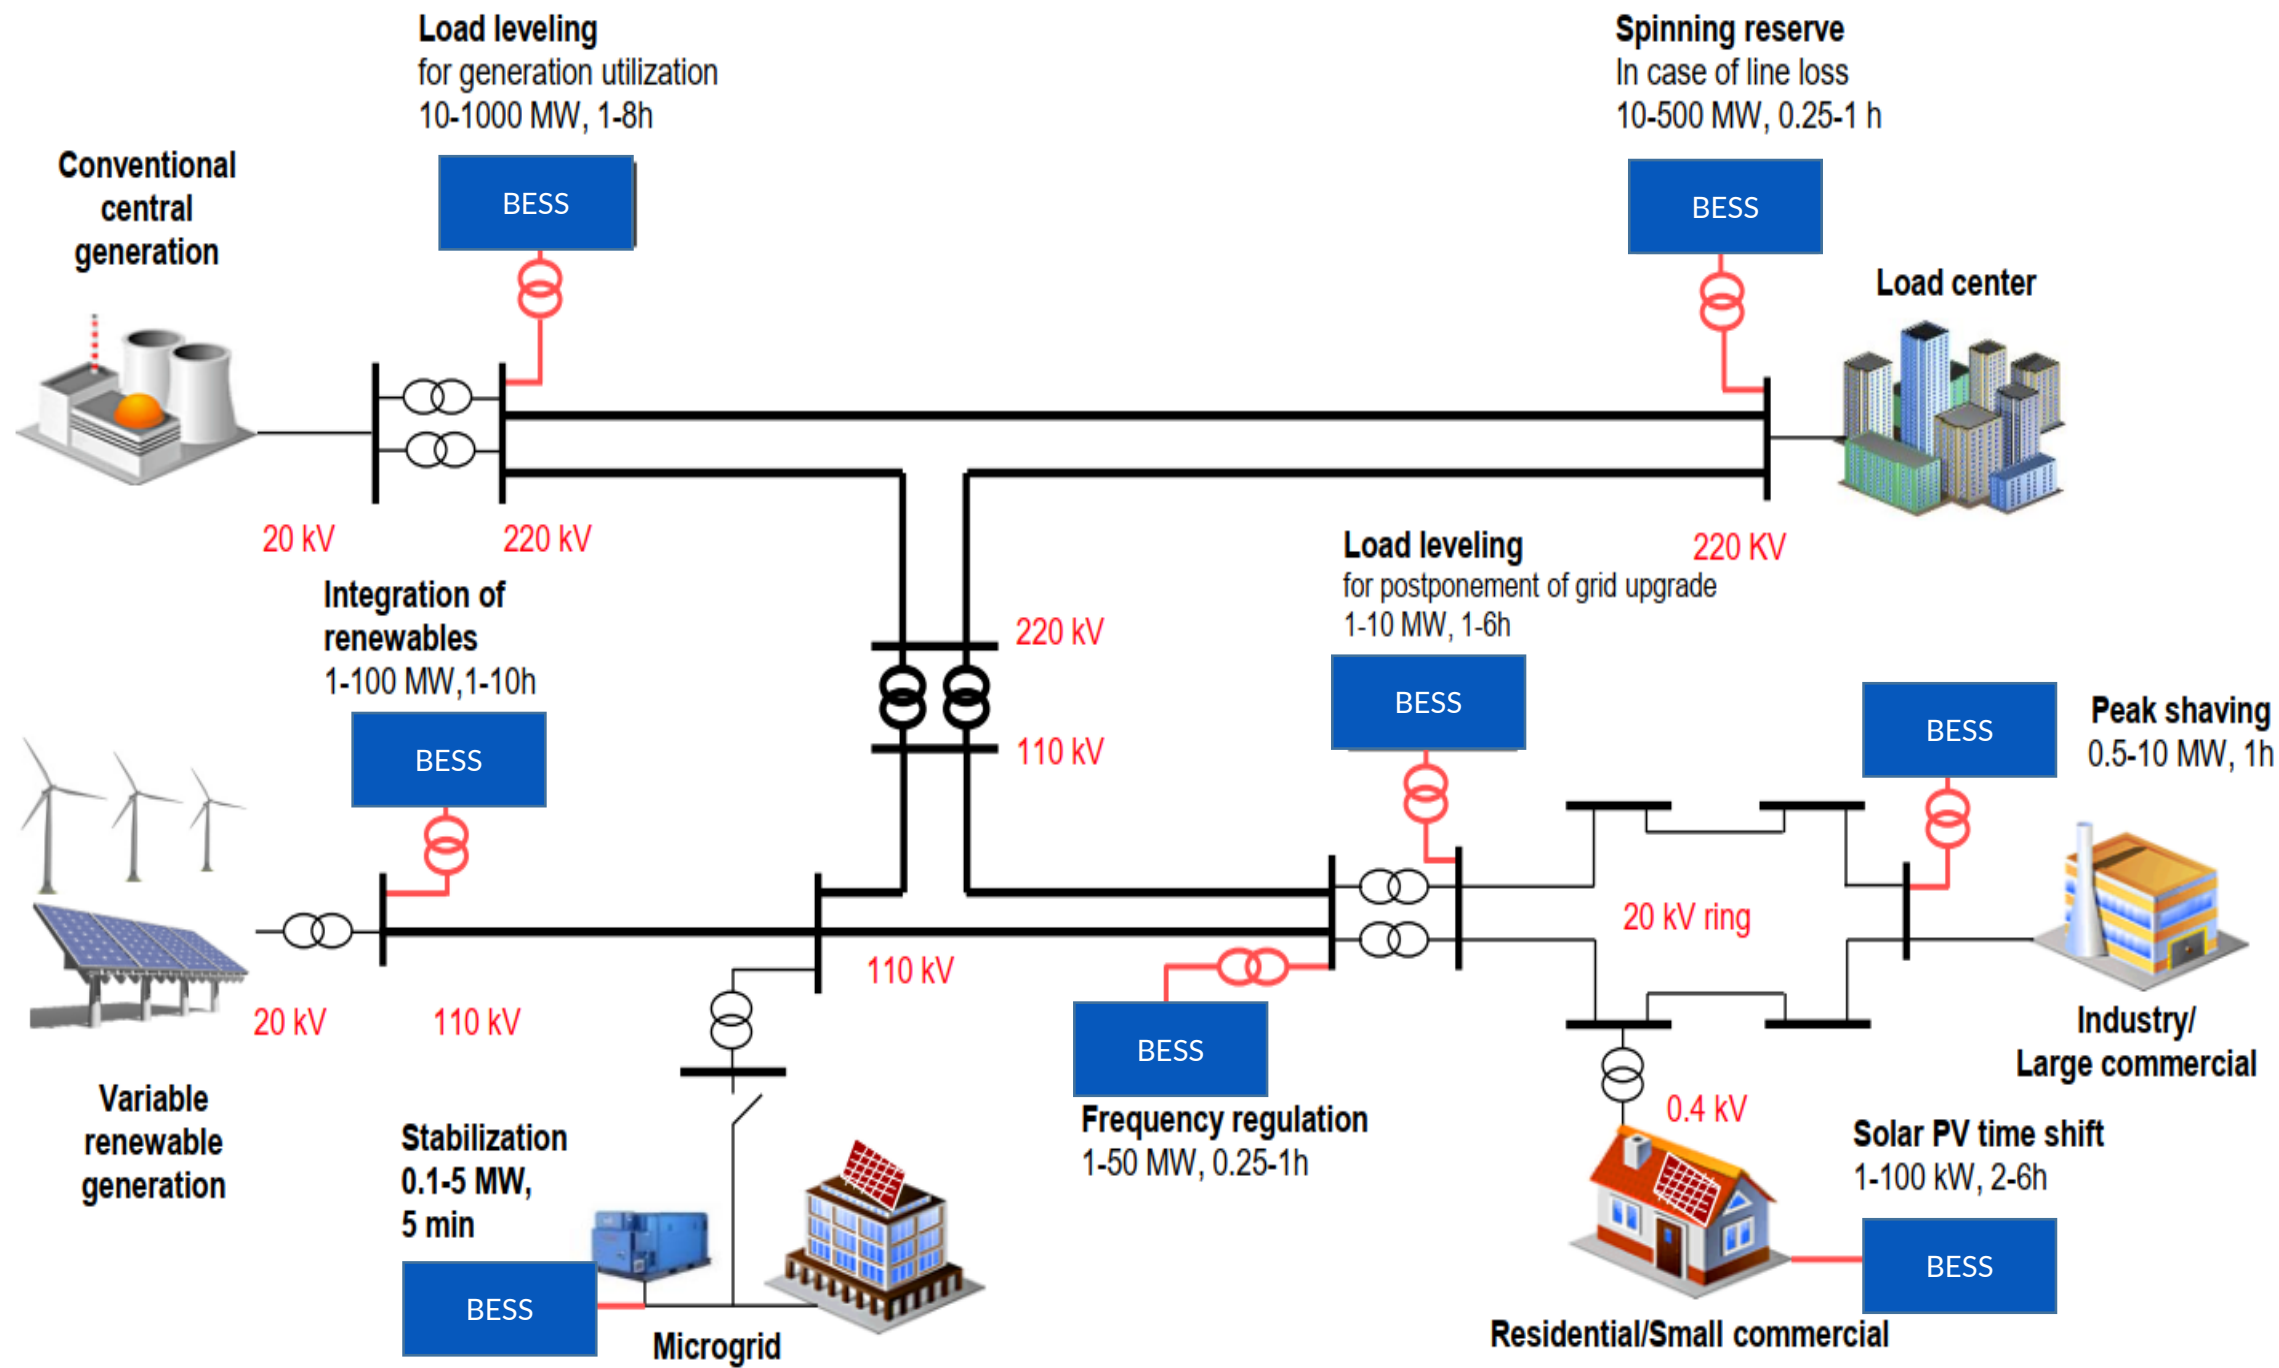 Load leveling
for generation utilization
10-1000 MW, 1-8h
BESS
Spinning reserve
In case of line loss
10-500 MW, 0.25-1 h
BESS
Conventional
central
generation
Load center
20 kV
220 kV
220 KV
Integration of
renewables
1-100 MW,1-10h
BESS
220 kV
110 kV
Load leveling
for postponement of grid upgrade
1-10 MW, 1-6h
BESS
BESS
Peak shaving
0.5-10 MW, 1h
20 kV ring
110 kV
20 kV
110 kV
BESS
Frequency regulation
1-50 MW, 0.25-1h
Industry/
Large commercial
Variable
renewable
generation
Stabilization
0.1-5 MW,
5 min
BESS
Microgrid
0.4 kV
Solar PV time shift
1-100 kW, 2-6h
BESS
Residential/Small commercial